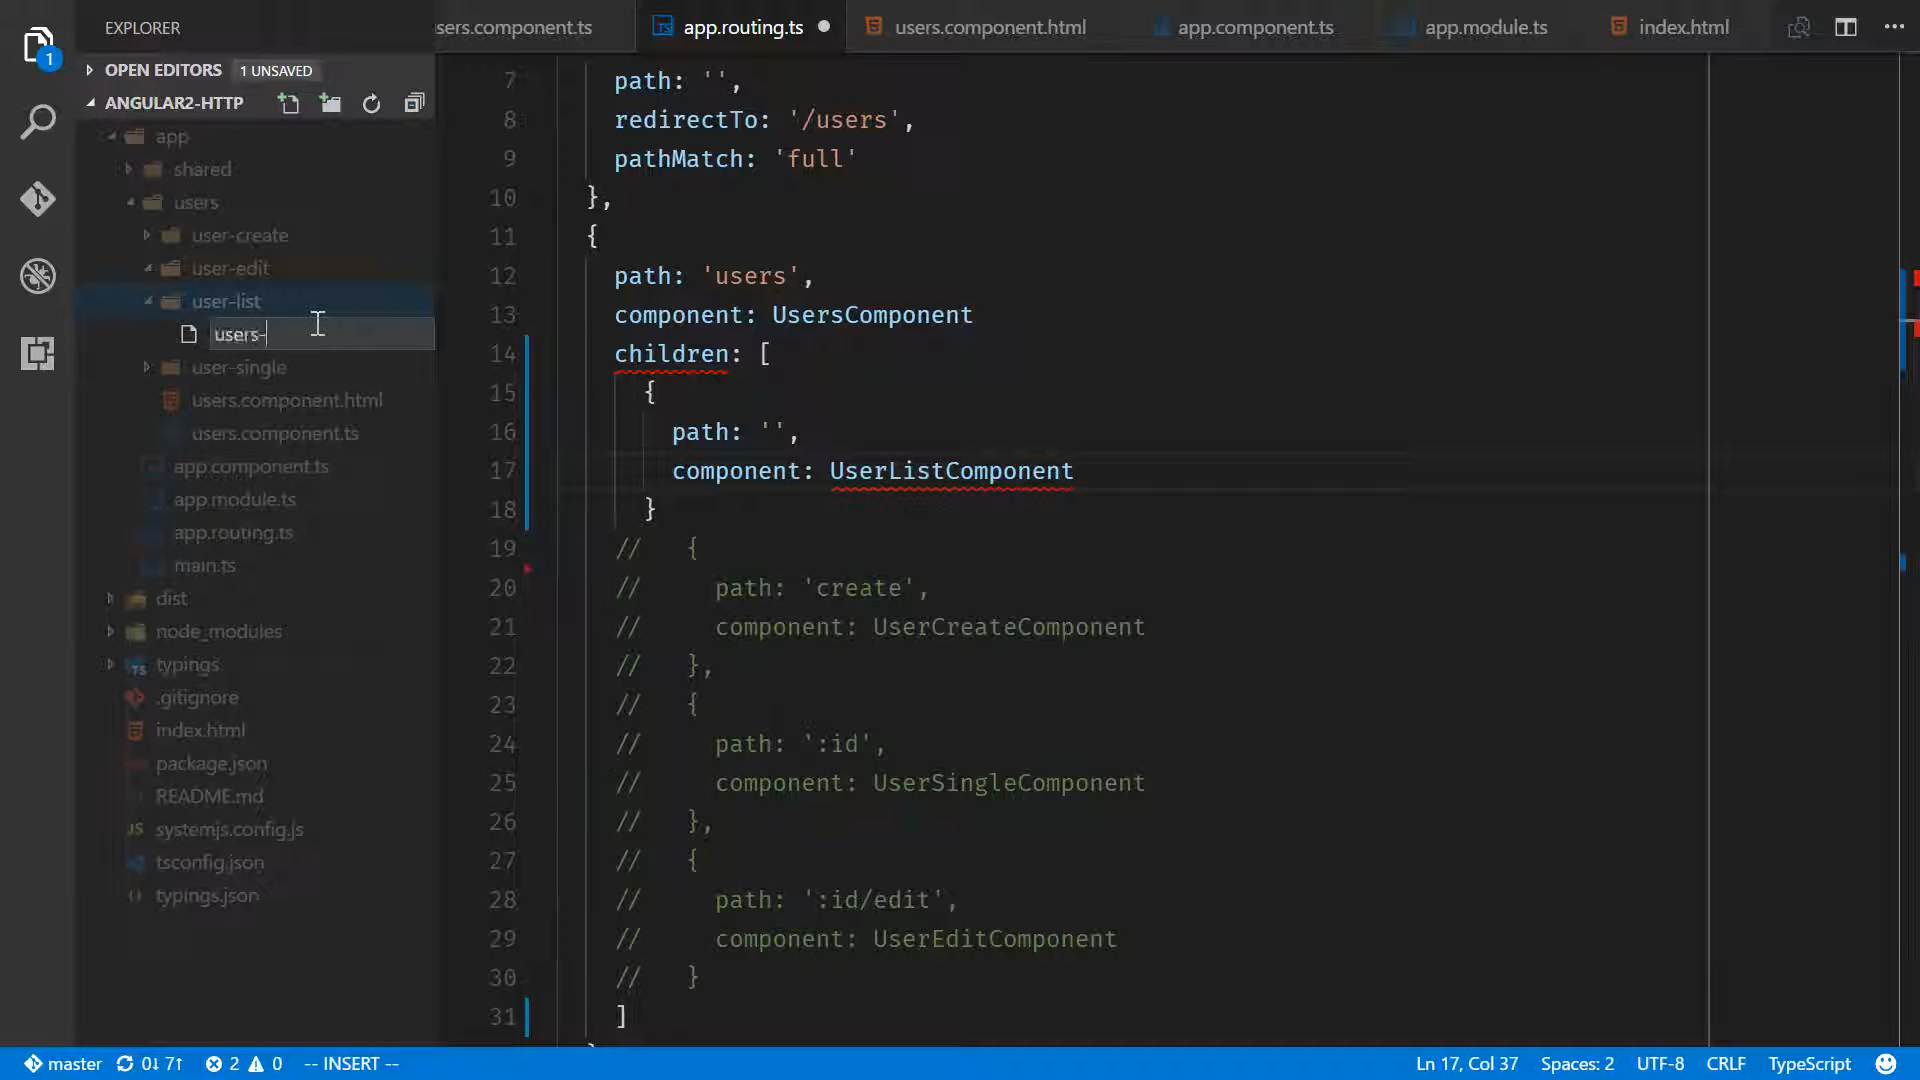 EXPLORER
sers.component.ts
app.routing.ts
users.component.html
app.component.ts
app.module.ts
index.html
1
OPEN EDITORS
1 UNSAVED
ANGULAR2-HTTP
app
shared
users
user-create
user-edit
user-list
users-
user-single
users.component.html
users.component.ts
app.component.ts
app.module.ts
app.routing.ts
main.ts
dist
node_modules
typings
.gitignore
index.html
package.json
README.md
JS systemjs.config.js
tsconfig.json
typings.json
7 path: '',
8 redirectTo: '/users',
9 pathMatch: 'full'
10 },
11 {
12 path: 'users',
13 component: UsersComponent
14 children: [
15 {
16 path: '',
17 component: UserListComponent
18 }
19 // {
20 // path: 'create',
21 // component: UserCreateComponent
22 // },
23 // {
24 // path: ':id',
25 // component: UserSingleComponent
26 // },
27 // {
28 // path: ':id/edit',
29 // component: UserEditComponent
30 // }
31 ]
master
0↓ 7↑
2
0
-- INSERT --
Ln 17, Col 37
Spaces: 2
UTF-8
CRLF
TypeScript